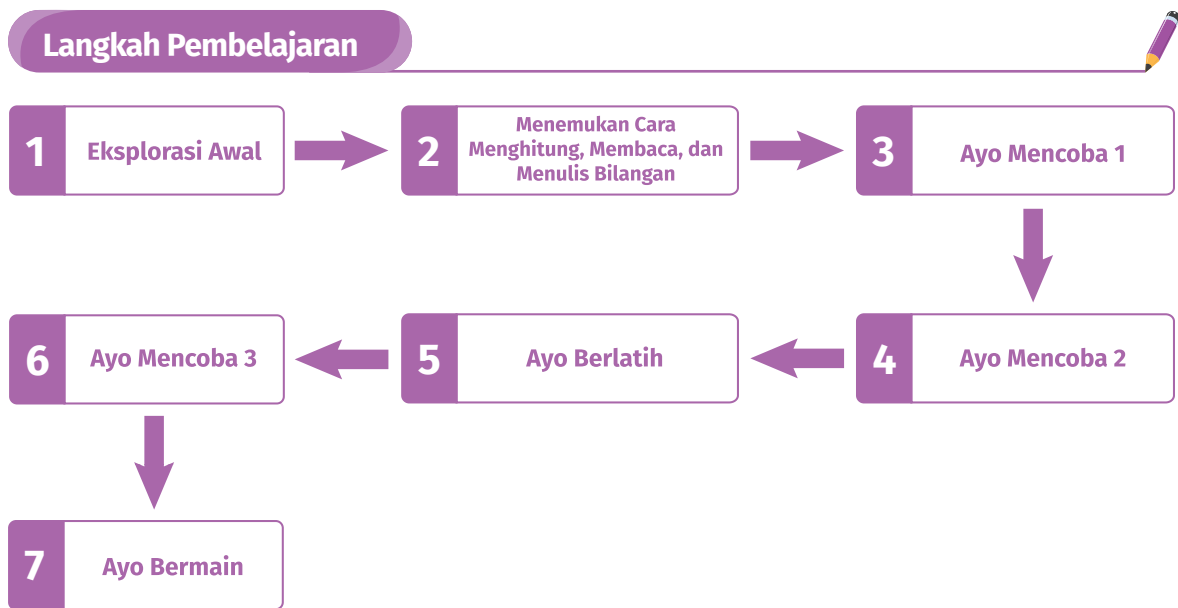 Langkah Pembelajaran
1
Eksplorasi Awal
2
Menemukan Cara
Menghitung, Membaca, dan
Menulis Bilangan
3
Ayo Mencoba 1
4
Ayo Mencoba 2
5
Ayo Berlatih
6
Ayo Mencoba 3
7
Ayo Bermain